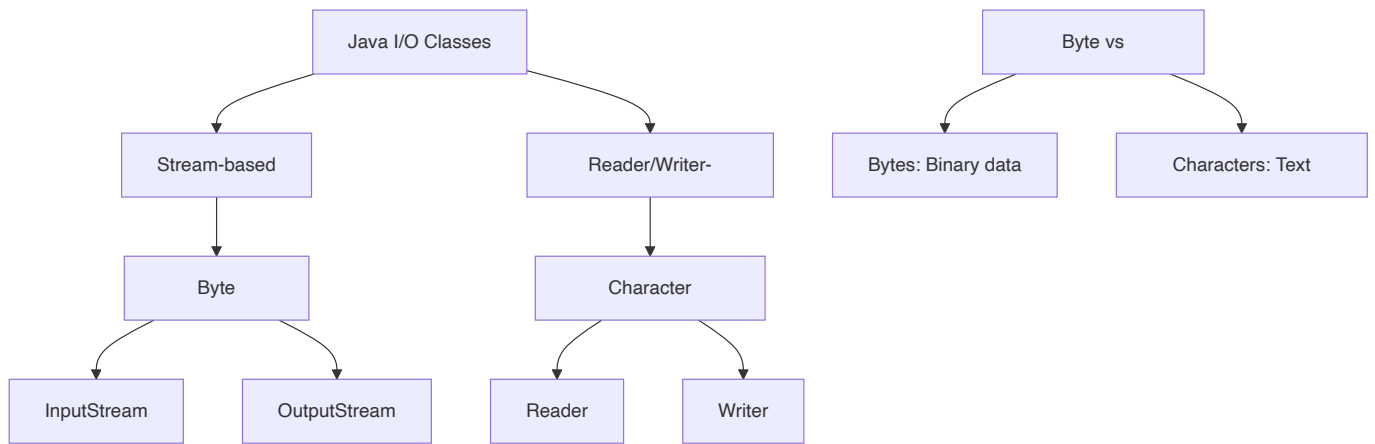 Java I/O Classes
Byte vs
Stream-based
Reader/Writer-
Bytes: Binary data
Characters: Text
Byte
Character
InputStream
OutputStream
Reader
Writer